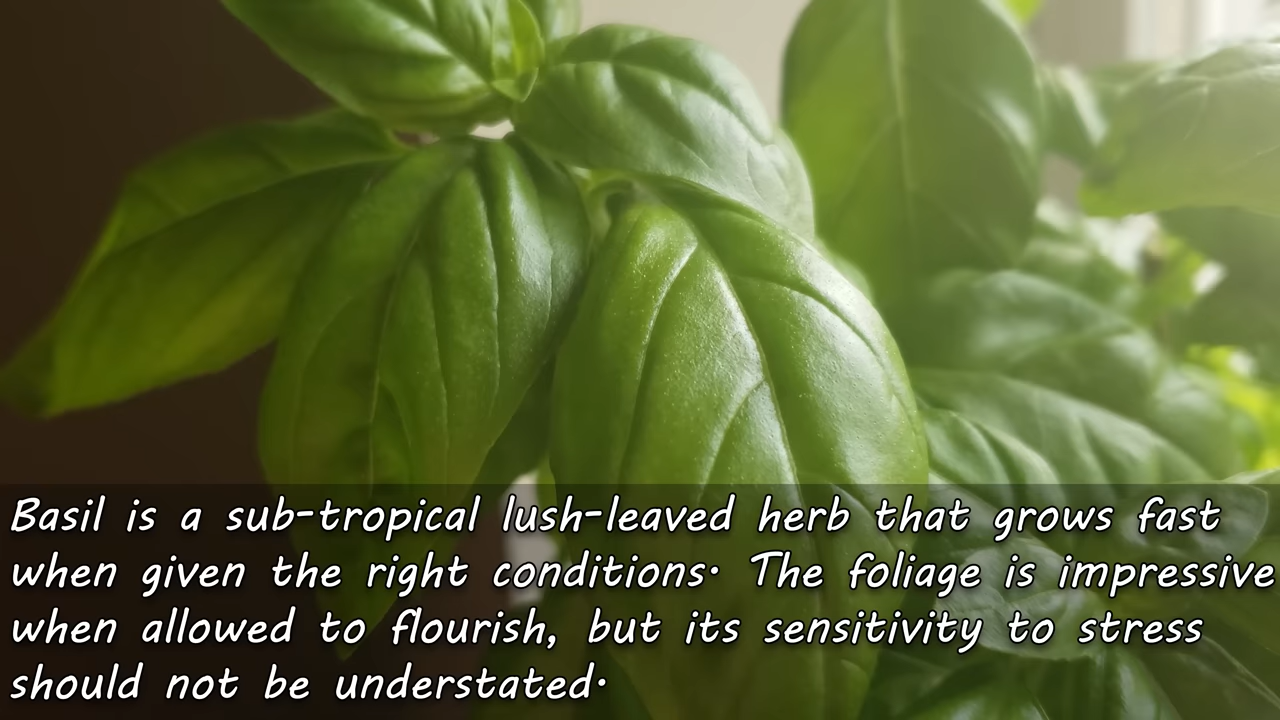 Basil is a sub-tropical lush-leaved herb that grows fast
when given the right conditions. The foliage is impressive
when allowed to flourish, but its sensitivity to stress
should not be understated.